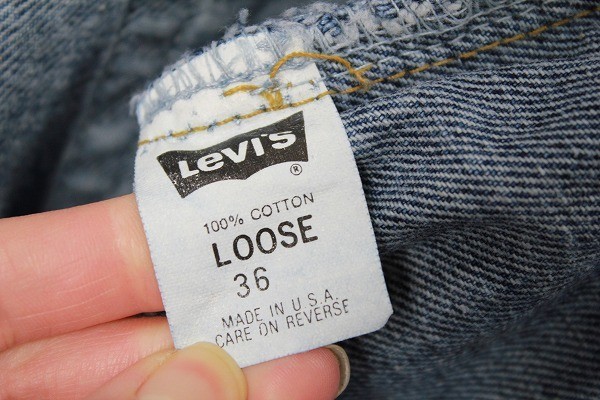 LEVI'S ®
100% COTTON
LOOSE
36
MADE IN U.S.A.
CARE ON REVERSE